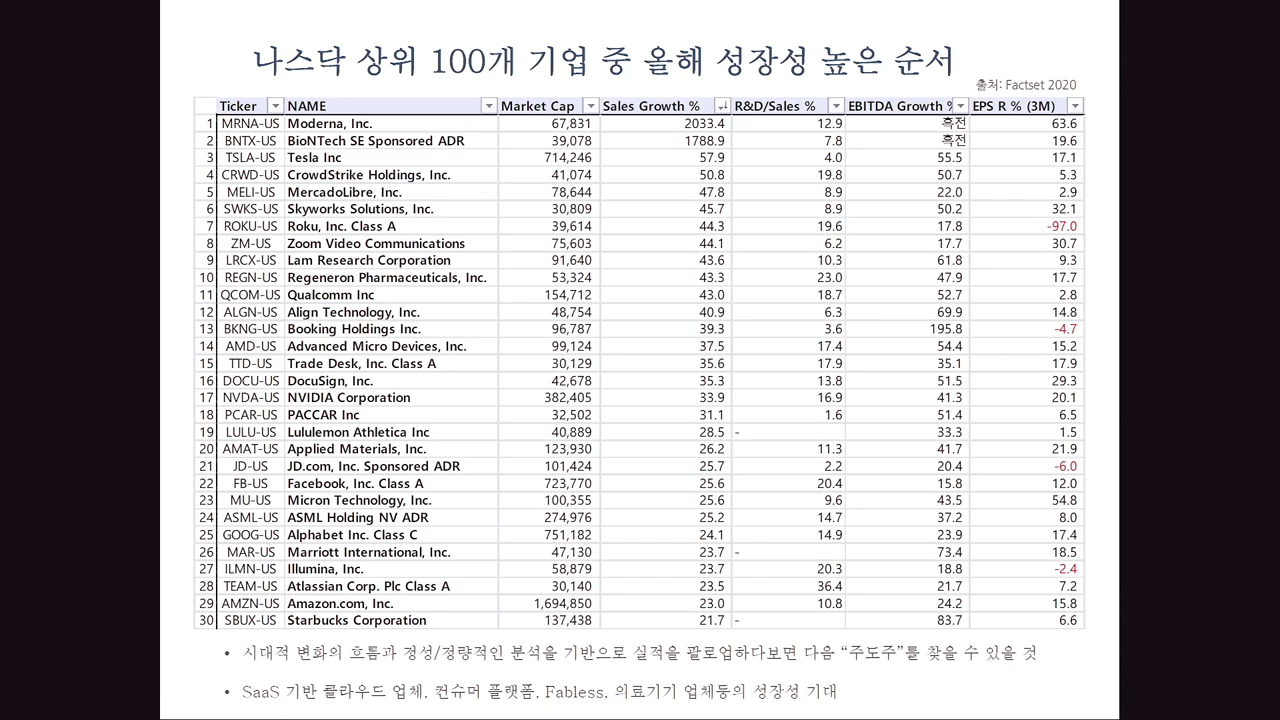 나스닥 상위 100개 기업 중 올해 성장성 높은 순서
출처: Factset 2020
Ticker NAME Market Cap Sales Growth % R&D/Sales % EBITDA Growth % EPS R % (3M)
1 MRNA-US Moderna, Inc. 67,831 2033.4 12.9 흑전 63.6
2 BNTX-US BioNTech SE Sponsored ADR 39,078 1788.9 7.8 흑전 19.6
3 TSLA-US Tesla Inc 714,246 57.9 4.0 55.5 17.1
4 CRWD-US CrowdStrike Holdings, Inc. 41,074 50.8 19.8 50.7 5.3
5 MELI-US MercadoLibre, Inc. 78,644 47.8 8.9 22.0 2.9
6 SWKS-US Skyworks Solutions, Inc. 30,809 45.7 8.9 50.2 32.1
7 ROKU-US Roku, Inc. Class A 39,614 44.3 19.6 17.8 -97.0
8 ZM-US Zoom Video Communications 75,603 44.1 6.2 17.7 30.7
9 LRCX-US Lam Research Corporation 91,640 43.6 10.3 61.8 9.3
10 REGN-US Regeneron Pharmaceuticals, Inc. 53,324 43.3 23.0 47.9 17.7
11 QCOM-US Qualcomm Inc 154,712 43.0 18.7 52.7 2.8
12 ALGN-US Align Technology, Inc. 48,754 40.9 6.3 69.9 14.8
13 BKNG-US Booking Holdings Inc. 96,787 39.3 3.6 195.8 -4.7
14 AMD-US Advanced Micro Devices, Inc. 99,124 37.5 17.4 54.4 15.2
15 TTD-US Trade Desk, Inc. Class A 30,129 35.6 17.9 35.1 17.9
16 DOCU-US DocuSign, Inc. 42,678 35.3 13.8 51.5 29.3
17 NVDA-US NVIDIA Corporation 382,405 33.9 16.9 41.3 20.1
18 PCAR-US PACCAR Inc 32,502 31.1 1.6 51.4 6.5
19 LULU-US Lululemon Athletica Inc 40,889 28.5 - 33.3 1.5
20 AMAT-US Applied Materials, Inc. 123,930 26.2 11.3 41.7 21.9
21 JD-US JD.com, Inc. Sponsored ADR 101,424 25.7 2.2 20.4 -6.0
22 FB-US Facebook, Inc. Class A 723,770 25.6 20.4 15.8 12.0
23 MU-US Micron Technology, Inc. 100,355 25.6 9.6 43.5 54.8
24 ASML-US ASML Holding NV ADR 274,976 25.2 14.7 37.2 8.0
25 GOOG-US Alphabet Inc. Class C 751,182 24.1 14.9 23.9 17.4
26 MAR-US Marriott International, Inc. 47,130 23.7 - 73.4 18.5
27 ILMN-US Illumina, Inc. 58,879 23.7 20.3 18.8 -2.4
28 TEAM-US Atlassian Corp. Plc Class A 30,140 23.5 36.4 21.7 7.2
29 AMZN-US Amazon.com, Inc. 1,694,850 23.0 10.8 24.2 15.8
30 SBUX-US Starbucks Corporation 137,438 21.7 - 83.7 6.6
• 시대적 변화의 흐름과 정성/정량적인 분석을 기반으로 실적을 팔로업하다보면 다음 “주도주”를 찾을 수 있을 것
• SaaS 기반 클라우드 업체, 컨슈머 플랫폼, Fabless, 의료기기 업체등의 성장성 기대